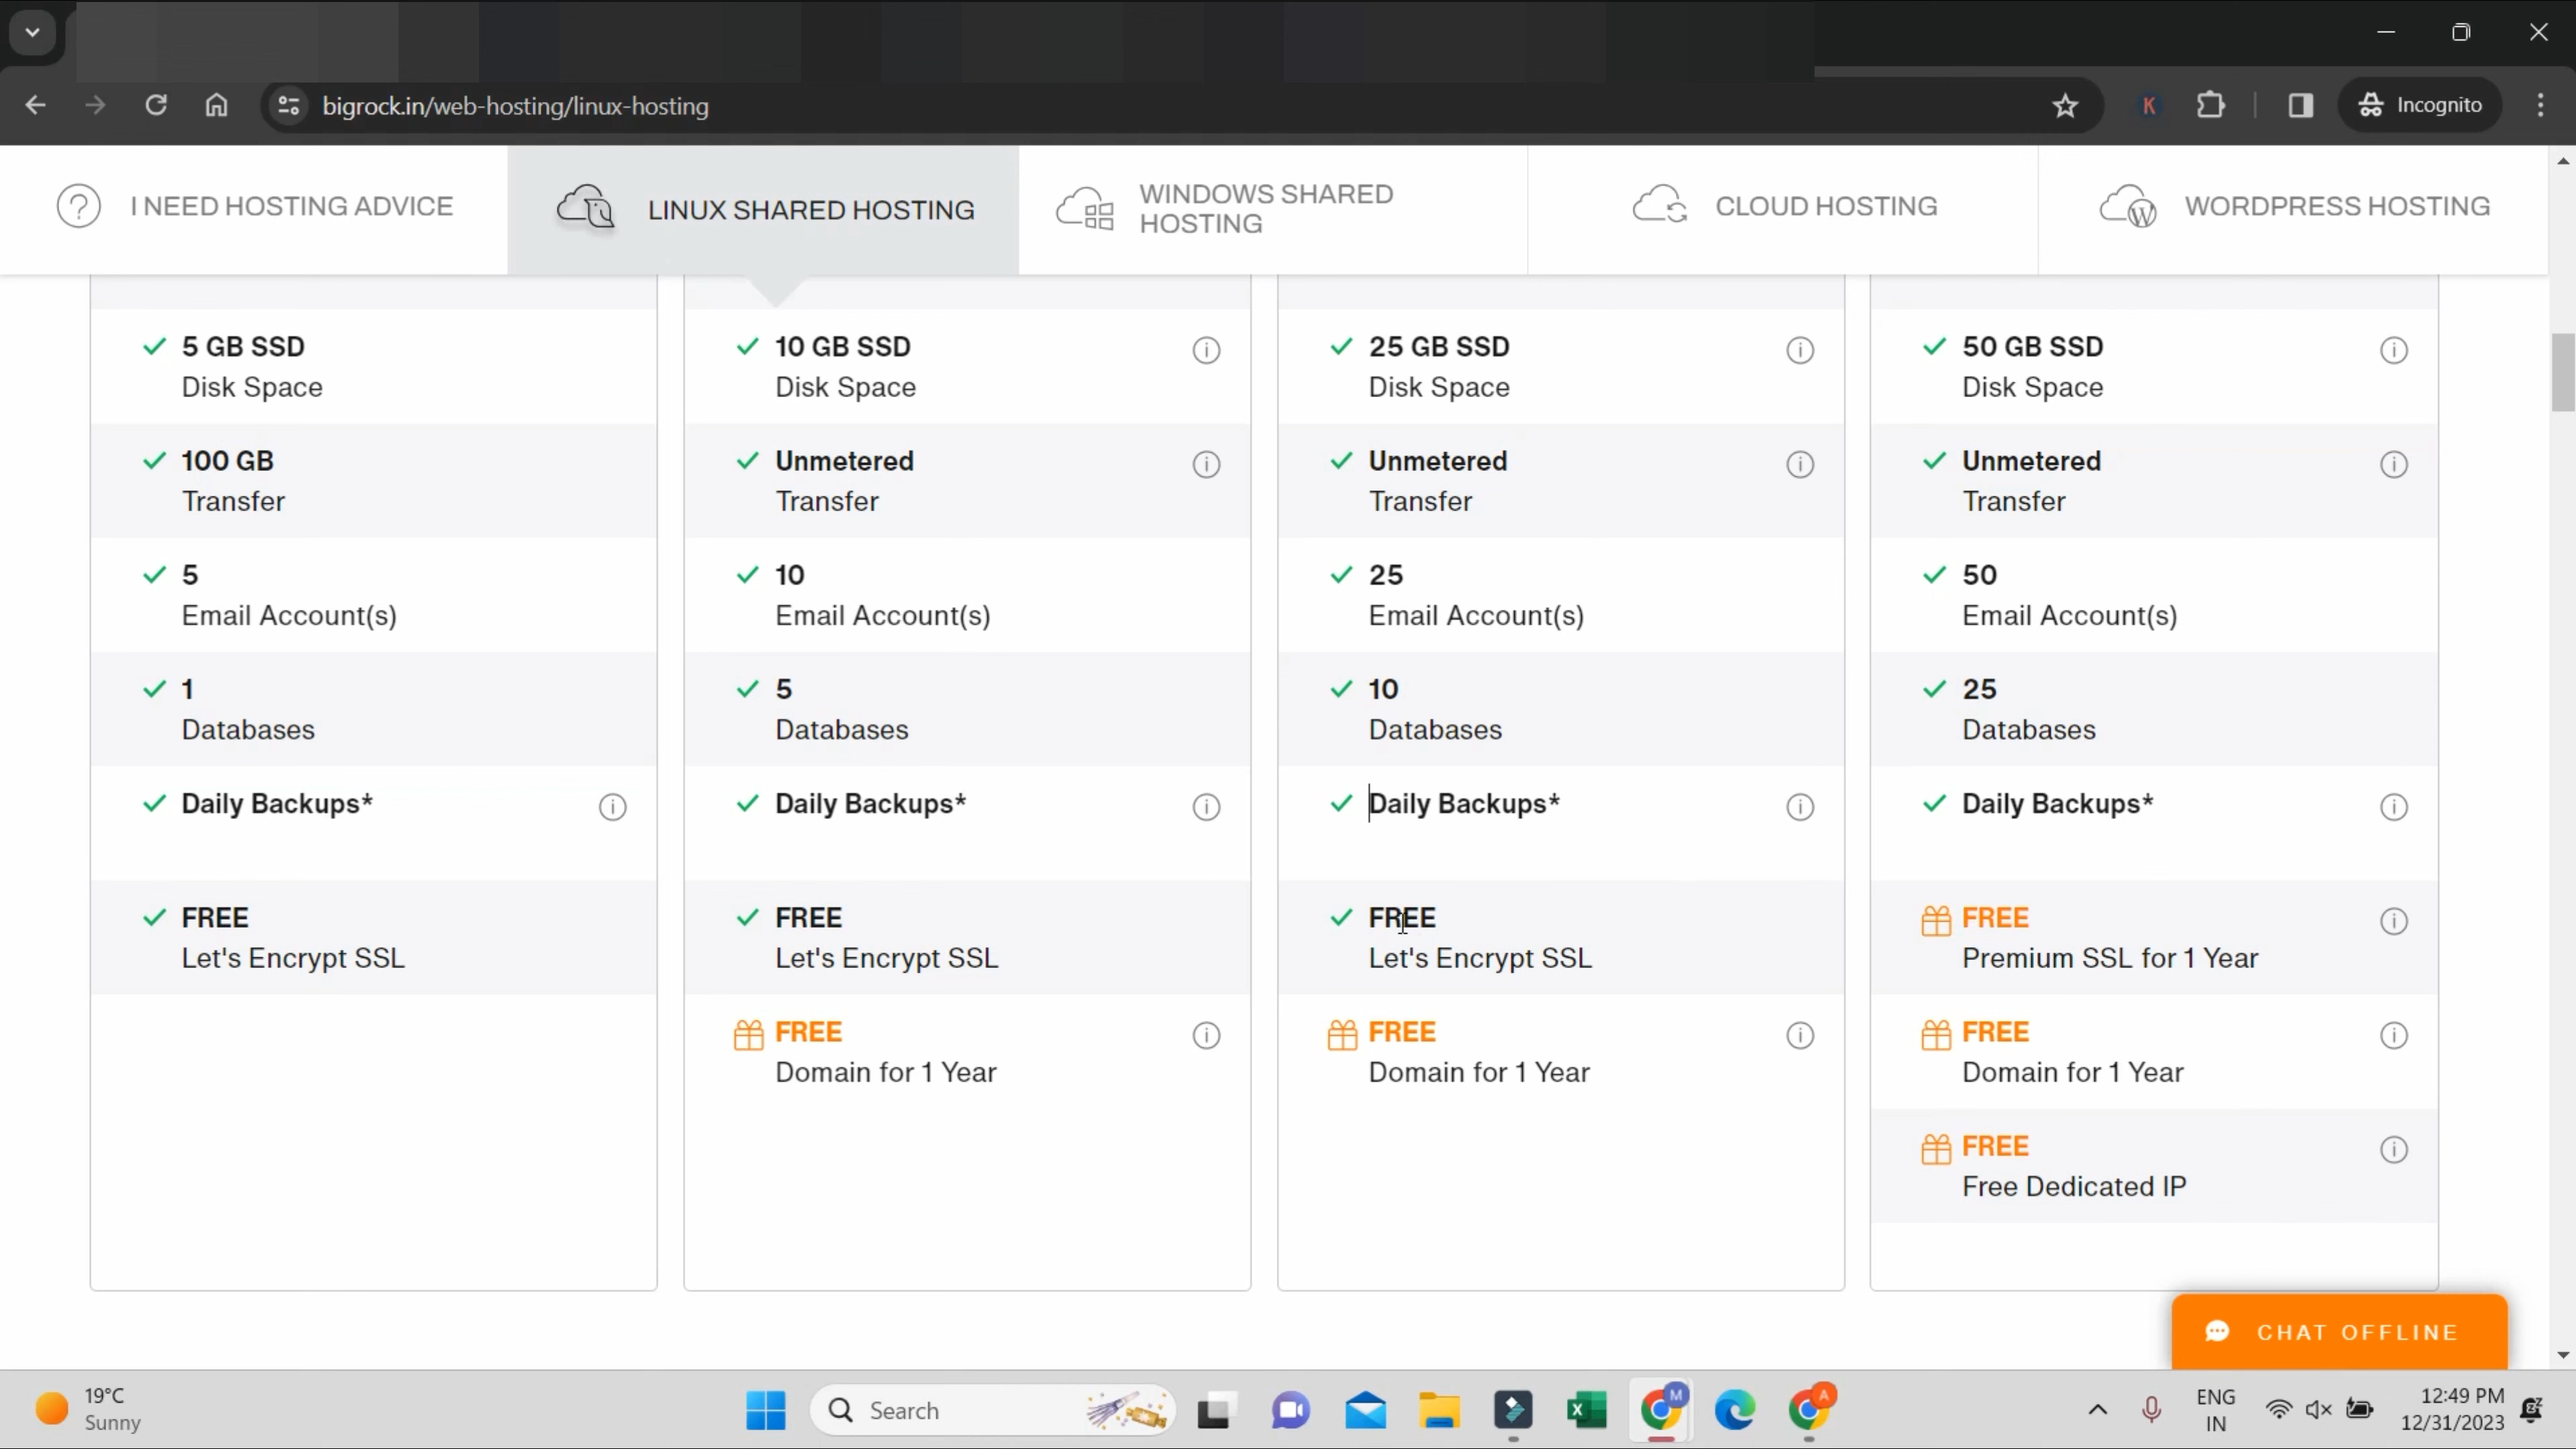 bigrock.in/web-hosting/linux-hosting
K
Incognito
I NEED HOSTING ADVICE
LINUX SHARED HOSTING
WINDOWS SHARED
HOSTING
CLOUD HOSTING
WORDPRESS HOSTING
5 GB SSD
Disk Space
100 GB
Transfer
5
Email Account(s)
1
Databases
Daily Backups*
FREE
Let's Encrypt SSL
10 GB SSD
Disk Space
Unmetered
Transfer
10
Email Account(s)
5
Databases
Daily Backups*
FREE
Let's Encrypt SSL
FREE
Domain for 1 Year
25 GB SSD
Disk Space
Unmetered
Transfer
25
Email Account(s)
10
Databases
Daily Backups*
FREE
Let's Encrypt SSL
FREE
Domain for 1 Year
50 GB SSD
Disk Space
Unmetered
Transfer
50
Email Account(s)
25
Databases
Daily Backups*
FREE
Premium SSL for 1 Year
FREE
Domain for 1 Year
FREE
Free Dedicated IP
CHAT OFFLINE
19°C
Sunny
Search
M
A
ENG
IN
12:49 PM
12/31/2023